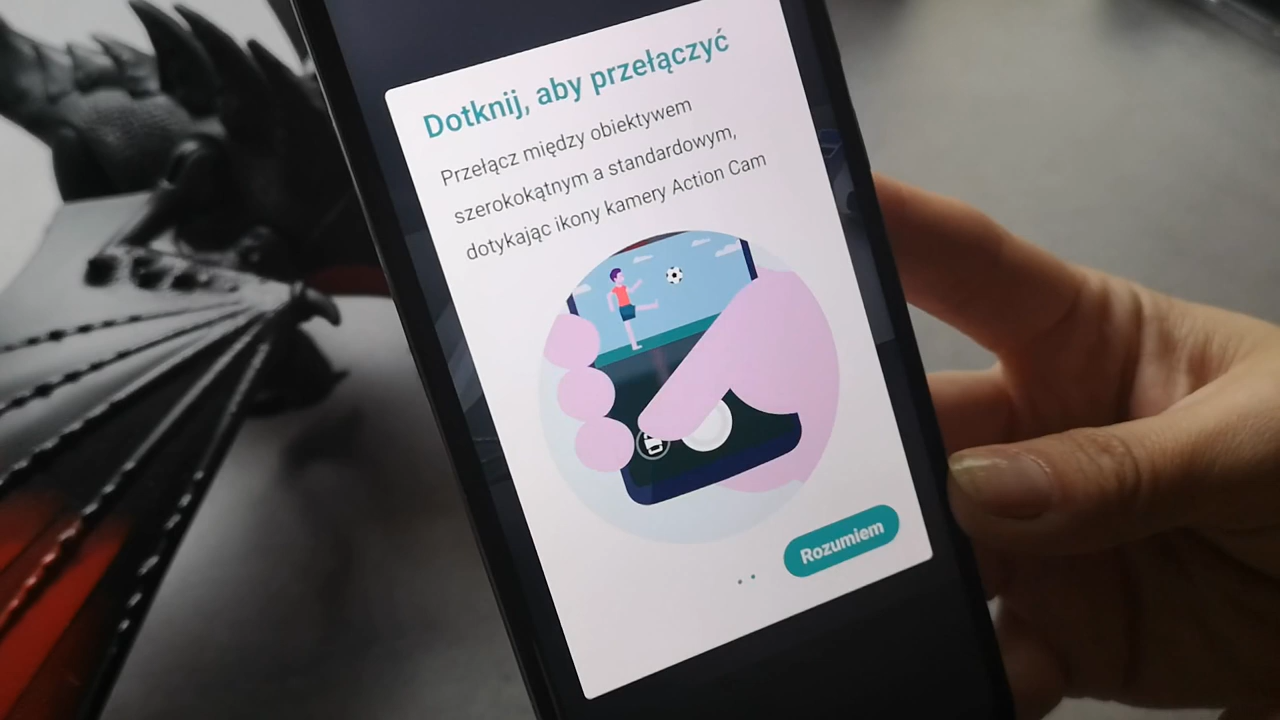 Dotknij, aby przełączyć
Przełącz między obiektywem
szerokokątnym a standardowym,
dotykając ikony kamery Action Cam
Rozumiem